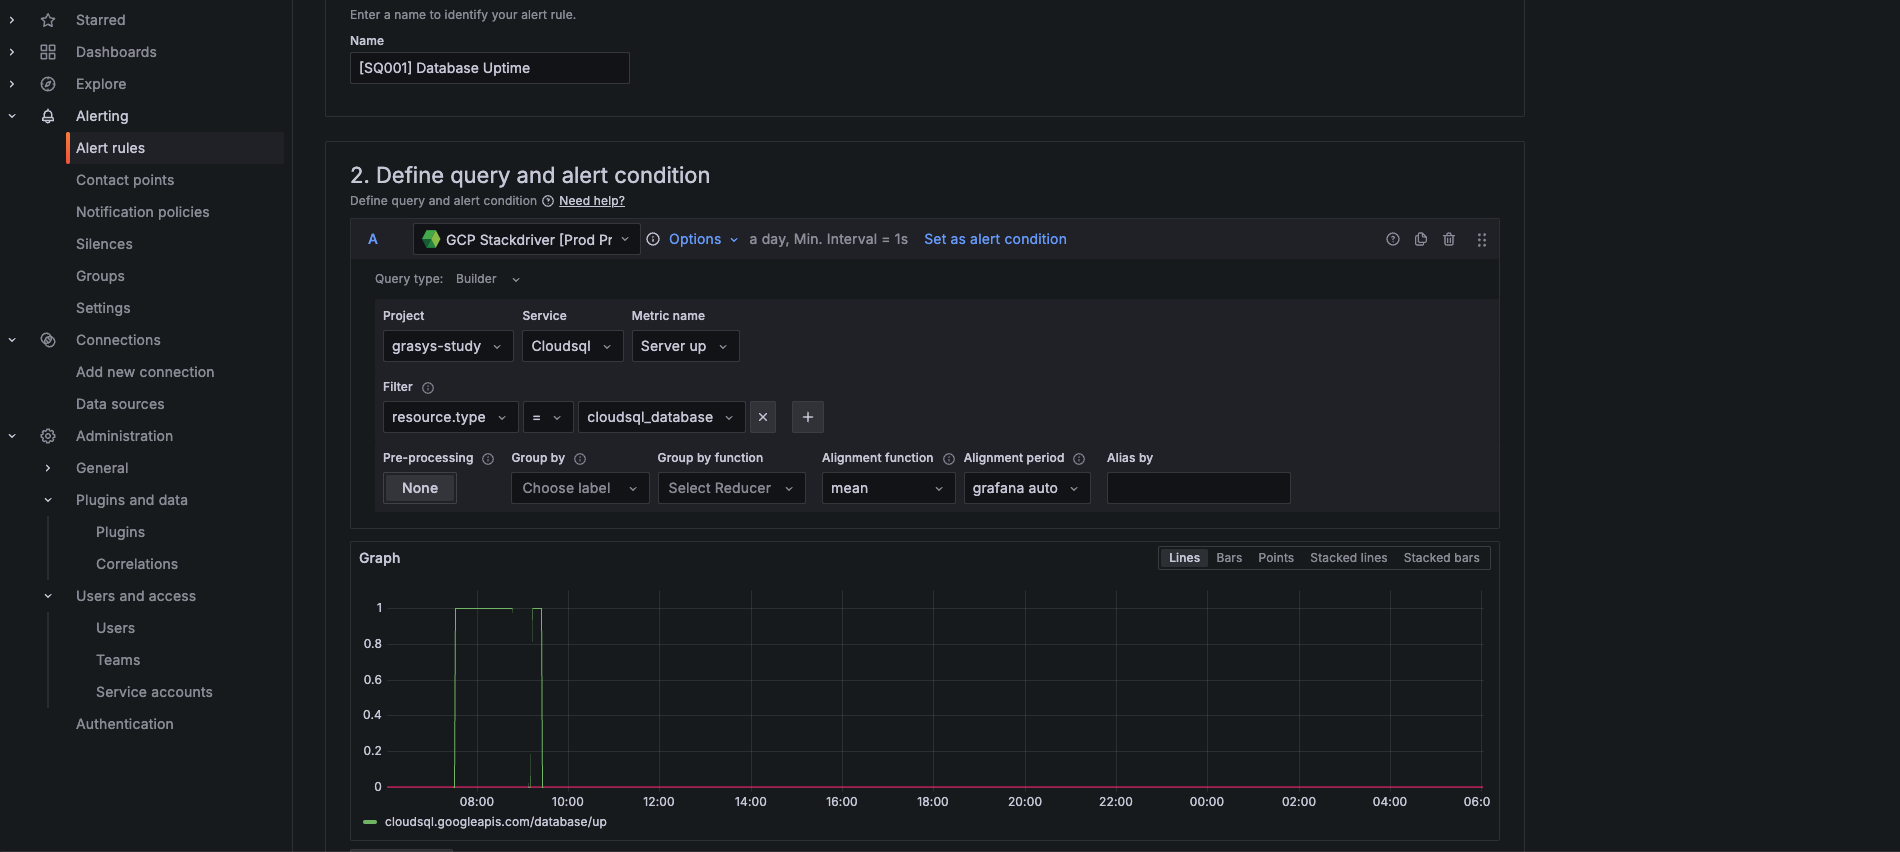 Starred
Dashboards
Explore
Alerting
Alert rules
Contact points
Notification policies
Silences
Groups
Settings
Connections
Add new connection
Data sources
Administration
General
Plugins and data
Plugins
Correlations
Users and access
Users
Teams
Service accounts
Authentication
Enter a name to identify your alert rule.
Name
[SQ001] Database Uptime
2. Define query and alert condition
Define query and alert condition Need help?
A GCP Stackdriver [Prod Pr Options a day, Min. Interval = 1s Set as alert condition
Query type: Builder
Project Service Metric name
grasys-study Cloudsql Server up
Filter
resource.type = cloudsql_database
Pre-processing Group by Group by function Alignment function Alignment period Alias by
None Choose label Select Reducer mean grafana auto
Graph Lines Bars Points Stacked lines Stacked bars
1
0.8
0.6
0.4
0.2
0
08:00 10:00 12:00 14:00 16:00 18:00 20:00 22:00 00:00 02:00 04:00 06:0
cloudsql.googleapis.com/database/up